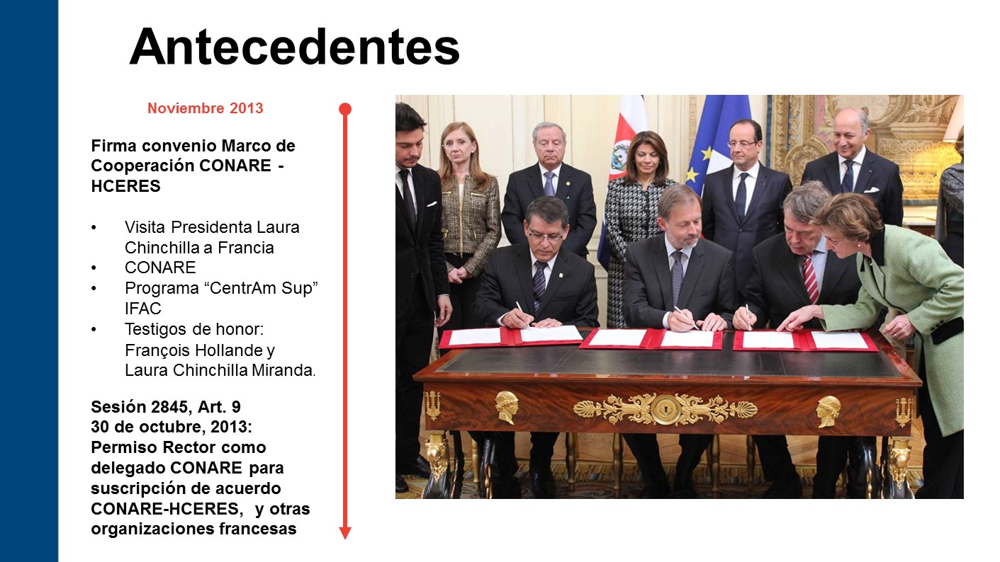 Antecedentes
Noviembre 2013
Firma convenio Marco de
Cooperación CONARE -
HCERES
• Visita Presidenta Laura
Chinchilla a Francia
• CONARE
• Programa “CentrAm Sup”
IFAC
• Testigos de honor:
François Hollande y
Laura Chinchilla Miranda.
Sesión 2845, Art. 9
30 de octubre, 2013:
Permiso Rector como
delegado CONARE para
suscripción de acuerdo
CONARE-HCERES, y otras
organizaciones francesas